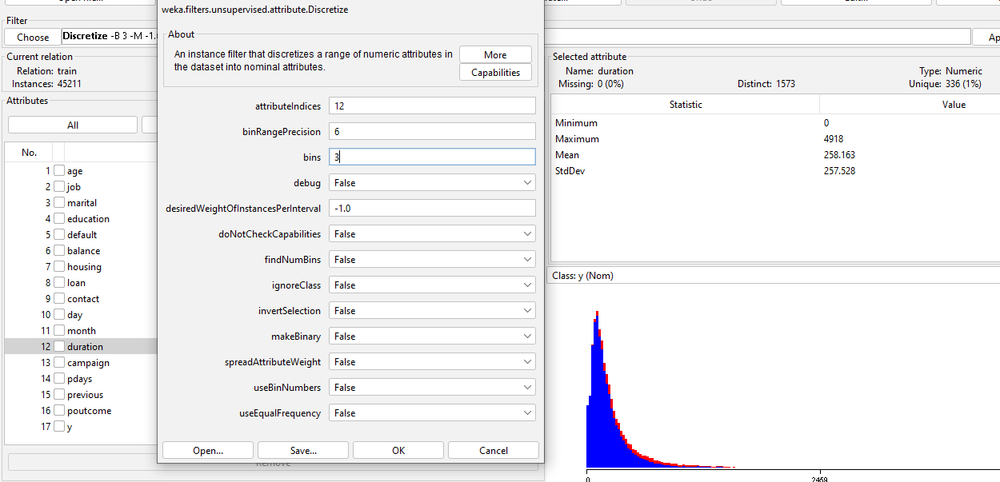 weka.filters.unsupervised.attribute.Discretize
Filter
Choose
Discretize -B 3 -M -1.
About
An instance filter that discretizes a range of numeric attributes in
the dataset into nominal attributes.
More
Capabilities
Current relation
Relation: train
Instances: 45211
Attributes
All
No.
1 age
2 job
3 marital
4 education
5 default
6 balance
7 housing
8 loan
9 contact
10 day
11 month
12 duration
13 campaign
14 pdays
15 previous
16 poutcome
17 y
Remove
attributeIndices 12
binRangePrecision 6
bins 3
debug False
desiredWeightOfInstancesPerInterval -1.0
doNotCheckCapabilities False
findNumBins False
ignoreClass False
invertSelection False
makeBinary False
spreadAttributeWeight False
useBinNumbers False
useEqualFrequency False
Open... Save... OK Cancel
Ap
Selected attribute
Name: duration Type: Numeric
Missing: 0 (0%) Distinct: 1573 Unique: 336 (1%)
Statistic Value
Minimum 0
Maximum 4918
Mean 258.163
StdDev 257.528
Class: y (Nom)
0 2459